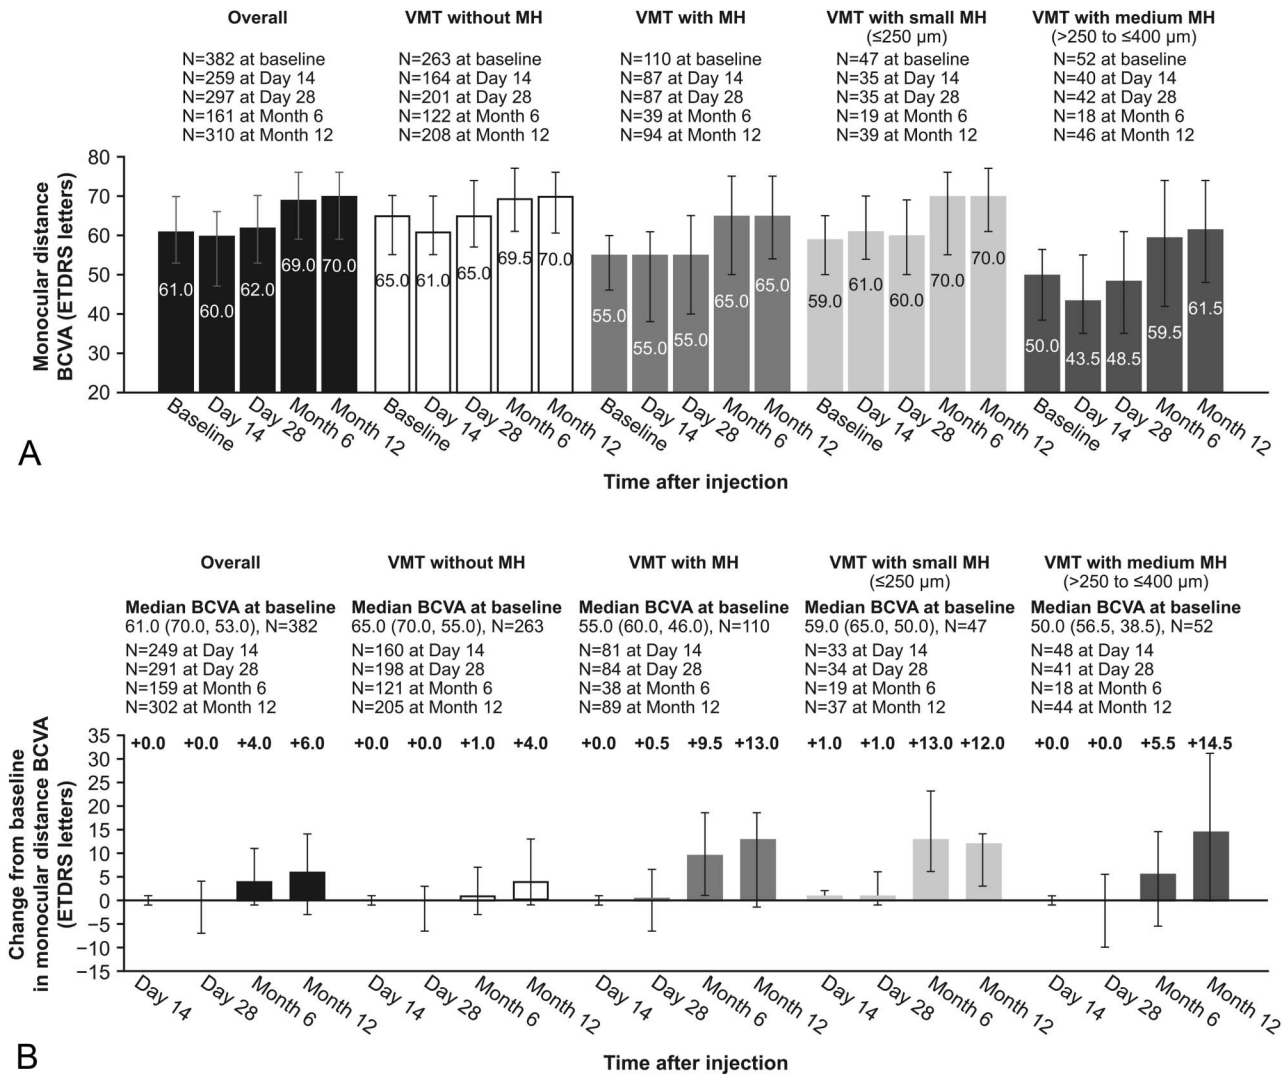 Overall
N=382 at baseline
N=259 at Day 14
N=297 at Day 28
N=161 at Month 6
N=310 at Month 12
VMT without MH
N=263 at baseline
N=164 at Day 14
N=201 at Day 28
N=122 at Month 6
N=208 at Month 12
VMT with MH
N=110 at baseline
N=87 at Day 14
N=87 at Day 28
N=39 at Month 6
N=94 at Month 12
VMT with small MH
(≤250 μm)
N=47 at baseline
N=35 at Day 14
N=35 at Day 28
N=19 at Month 6
N=39 at Month 12
VMT with medium MH
(>250 to ≤400 μm)
N=52 at baseline
N=40 at Day 14
N=42 at Day 28
N=18 at Month 6
N=46 at Month 12
Monocular distance
BCVA (ETDRS letters)
80
70
60
50
40
30
20
61.0 60.0 62.0 69.0 70.0
65.0 61.0 65.0 69.5 70.0
55.0 55.0 55.0 65.0 65.0
59.0 61.0 60.0 70.0 70.0
50.0 43.5 48.5 59.5 61.5
Baseline Day 14 Day 28 Month 6 Month 12
Baseline Day 14 Day 28 Month 6 Month 12
Baseline Day 14 Day 28 Month 6 Month 12
Baseline Day 14 Day 28 Month 6 Month 12
Baseline Day 14 Day 28 Month 6 Month 12
A
Time after injection
Overall
Median BCVA at baseline
61.0 (70.0, 53.0), N=382
N=249 at Day 14
N=291 at Day 28
N=159 at Month 6
N=302 at Month 12
VMT without MH
Median BCVA at baseline
65.0 (70.0, 55.0), N=263
N=160 at Day 14
N=198 at Day 28
N=121 at Month 6
N=205 at Month 12
VMT with MH
Median BCVA at baseline
55.0 (60.0, 46.0), N=110
N=81 at Day 14
N=84 at Day 28
N=38 at Month 6
N=89 at Month 12
VMT with small MH
(≤250 μm)
Median BCVA at baseline
59.0 (65.0, 50.0), N=47
N=33 at Day 14
N=34 at Day 28
N=19 at Month 6
N=37 at Month 12
VMT with medium MH
(>250 to ≤400 μm)
Median BCVA at baseline
50.0 (56.5, 38.5), N=52
N=48 at Day 14
N=41 at Day 28
N=18 at Month 6
N=44 at Month 12
Change from baseline
in monocular distance BCVA
(ETDRS letters)
35
30
25
20
15
10
5
0
−5
−10
−15
+0.0 +0.0 +4.0 +6.0
+0.0 +0.0 +1.0 +4.0
+0.0 +0.5 +9.5 +13.0
+1.0 +1.0 +13.0 +12.0
+0.0 +0.0 +5.5 +14.5
Day 14 Day 28 Month 6 Month 12
Day 14 Day 28 Month 6 Month 12
Day 14 Day 28 Month 6 Month 12
Day 14 Day 28 Month 6 Month 12
Day 14 Day 28 Month 6 Month 12
B
Time after injection